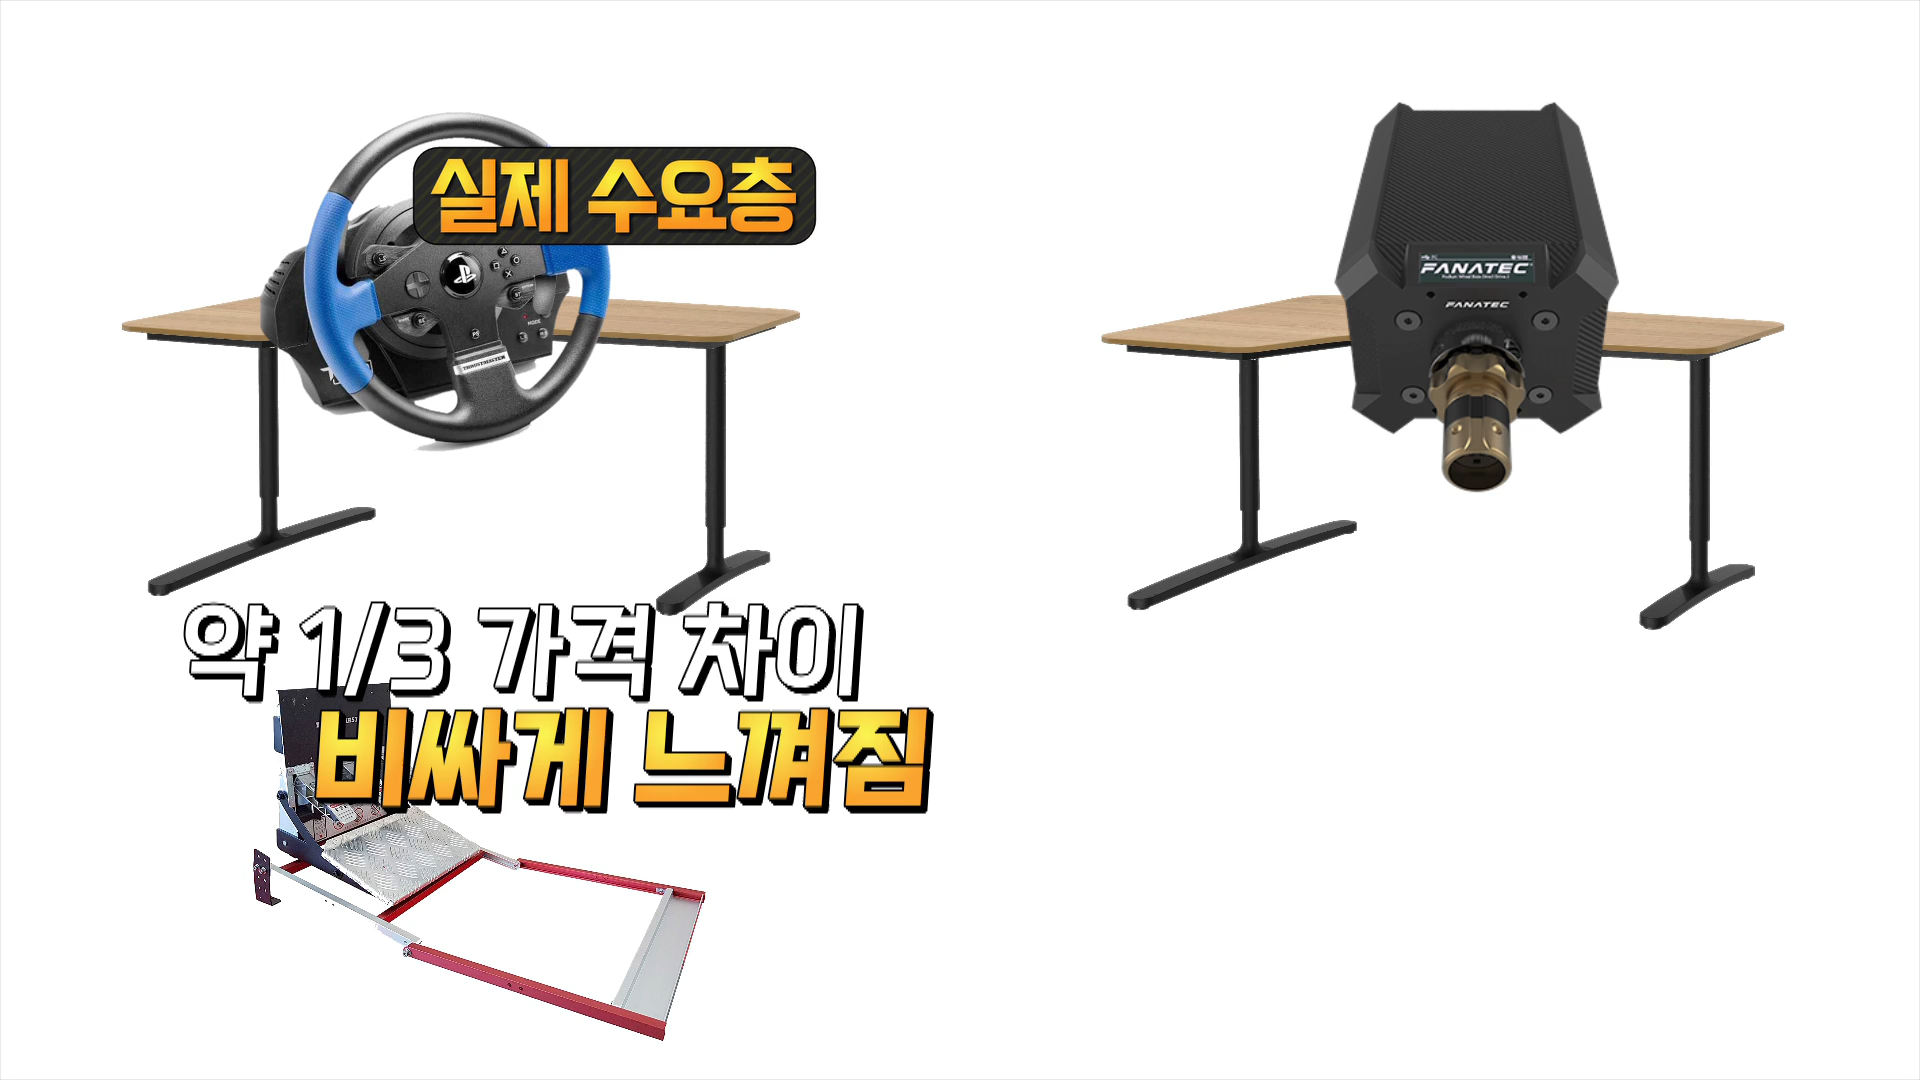 실제 수요층
THRUSTMASTER
FANATEC
FANATEC
약 1/3 가격 차이
비싸게 느껴짐